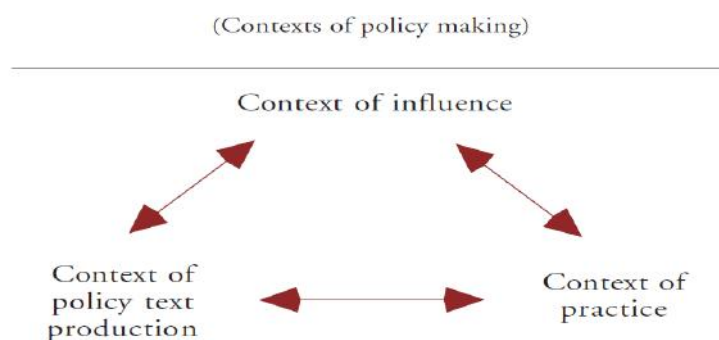 (Contexts of policy making)
Context of influence
Context of
policy text
production
Context of
practice